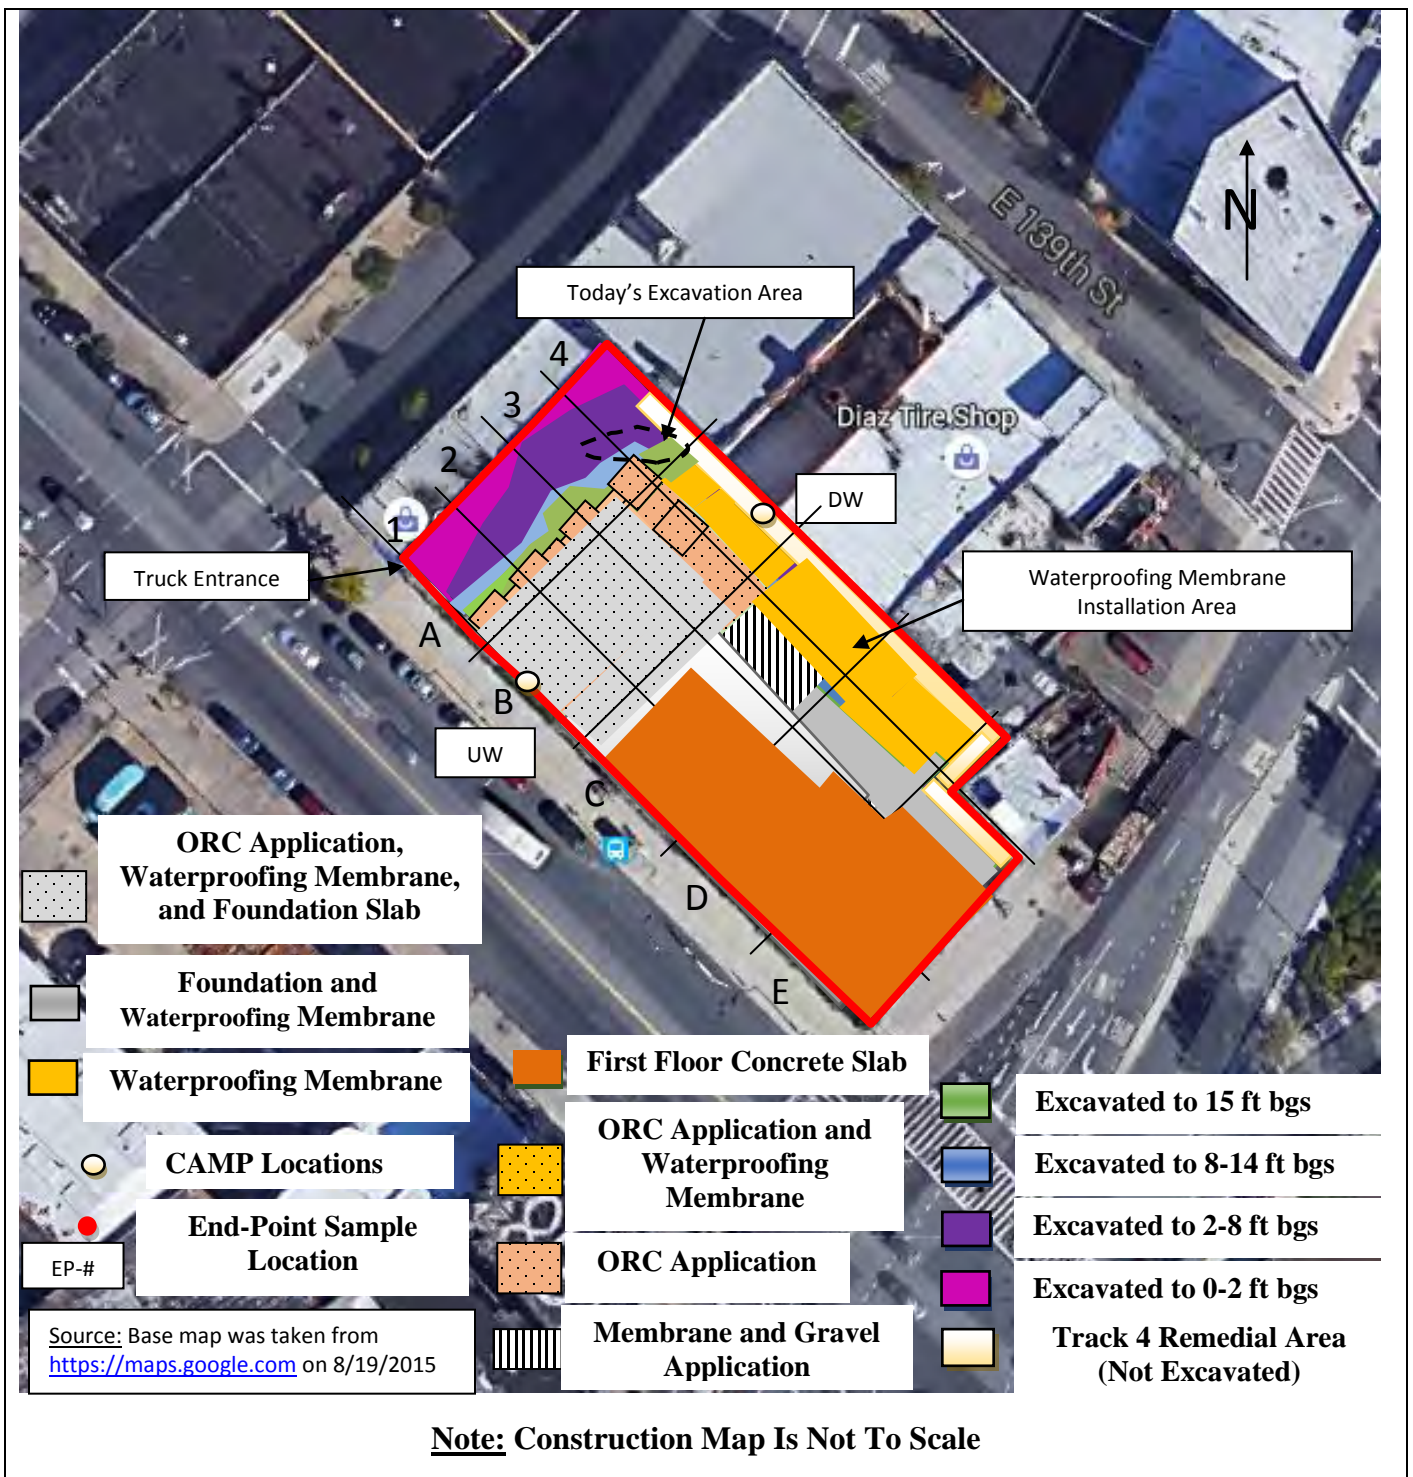 E 139th St
N
Today's Excavation Area
4
3
2
1
Diaz Tire Shop
DW
Truck Entrance
Waterproofing Membrane
Installation Area
A
B
UW
C
D
E
ORC Application,
Waterproofing Membrane,
and Foundation Slab
Foundation and
Waterproofing Membrane
Waterproofing Membrane
CAMP Locations
End-Point Sample
Location
EP-#
First Floor Concrete Slab
ORC Application and
Waterproofing
Membrane
ORC Application
Membrane and Gravel
Application
Excavated to 15 ft bgs
Excavated to 8-14 ft bgs
Excavated to 2-8 ft bgs
Excavated to 0-2 ft bgs
Track 4 Remedial Area
(Not Excavated)
Source: Base map was taken from
https://maps.google.com on 8/19/2015
Note: Construction Map Is Not To Scale